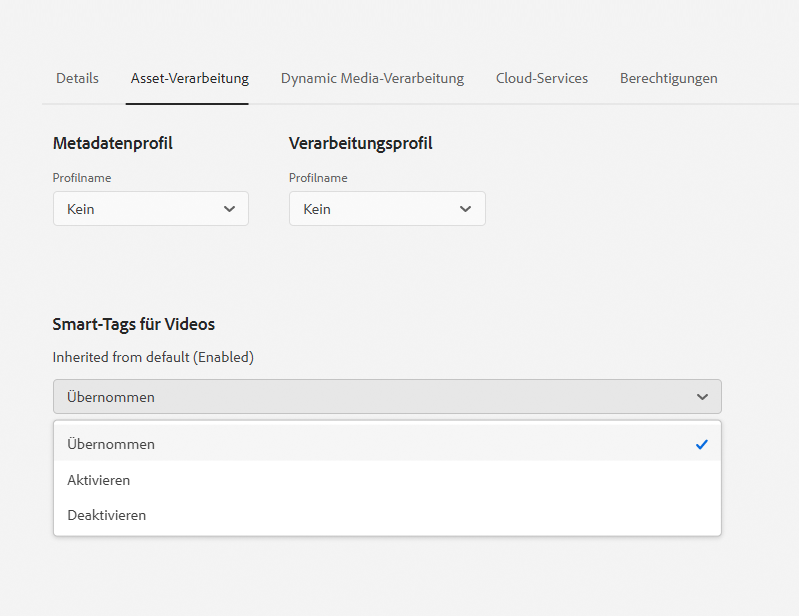 Details Asset-Verarbeitung Dynamic Media-Verarbeitung Cloud-Services Berechtigungen
Metadatenprofil Verarbeitungsprofil
Profilname Profilname
Kein Kein
Smart-Tags für Videos
Inherited from default (Enabled)
Übernommen
Übernommen
Aktivieren
Deaktivieren